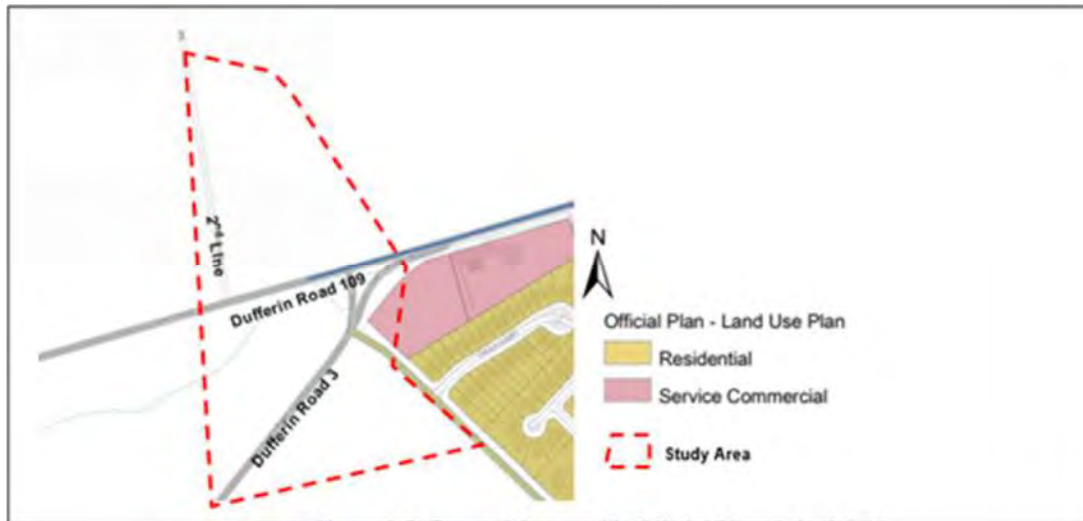 2nd Line
Dufferin Road 109
Dufferin Road 3
N
Official Plan - Land Use Plan
Residential
Service Commercial
Study Area